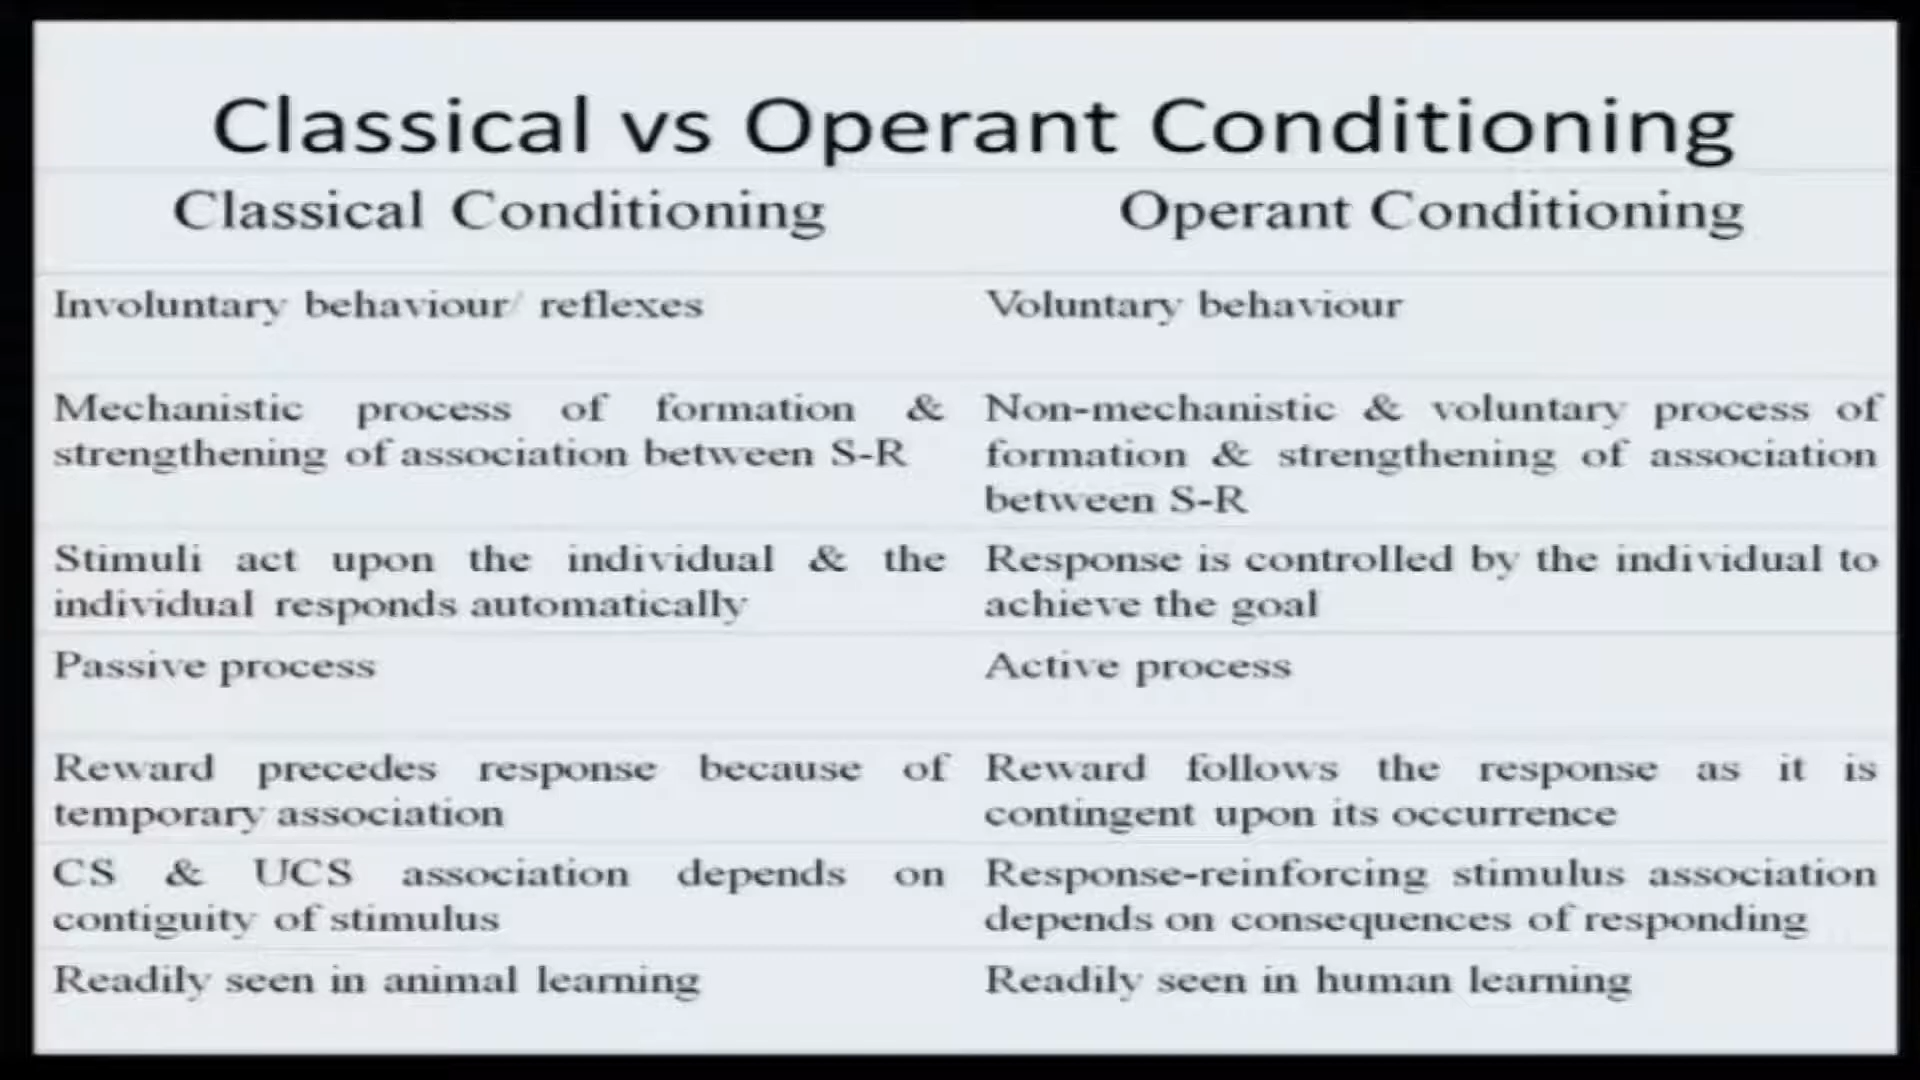 Classical vs Operant Conditioning
Classical Conditioning
Operant Conditioning
Involuntary behaviour/ reflexes
Voluntary behaviour
Mechanistic process of formation &
strengthening of association between S-R
Non-mechanistic & voluntary process of
formation & strengthening of association
between S-R
Stimuli act upon the individual & the
individual responds automatically
Response is controlled by the individual to
achieve the goal
Passive process
Active process
Reward precedes response because of
temporary association
Reward follows the response as it is
contingent upon its occurrence
CS & UCS association depends on
contiguity of stimulus
Response-reinforcing stimulus association
depends on consequences of responding
Readily seen in animal learning
Readily seen in human learning